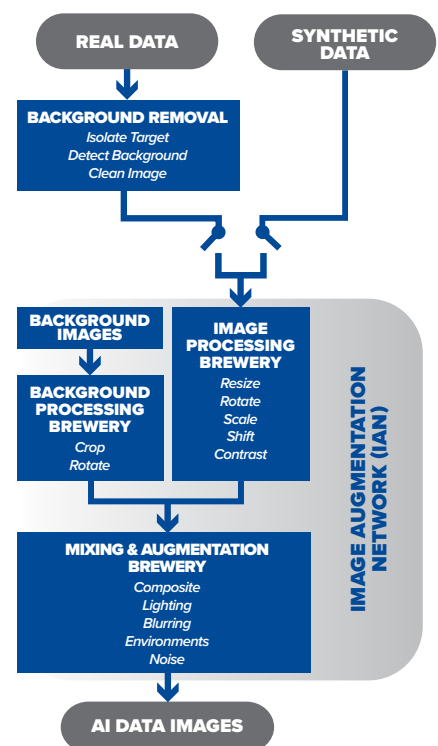 REAL DATA
SYNTHETIC
DATA
BACKGROUND REMOVAL
Isolate Target
Detect Background
Clean Image
BACKGROUND
IMAGES
BACKGROUND
PROCESSING
BREWERY
Crop
Rotate
IMAGE
PROCESSING
BREWERY
Resize
Rotate
Scale
Shift
Contrast
IMAGE AUGMENTATION
NETWORK (IAN)
MIXING & AUGMENTATION
BREWERY
Composite
Lighting
Blurring
Environments
Noise
AI DATA IMAGES